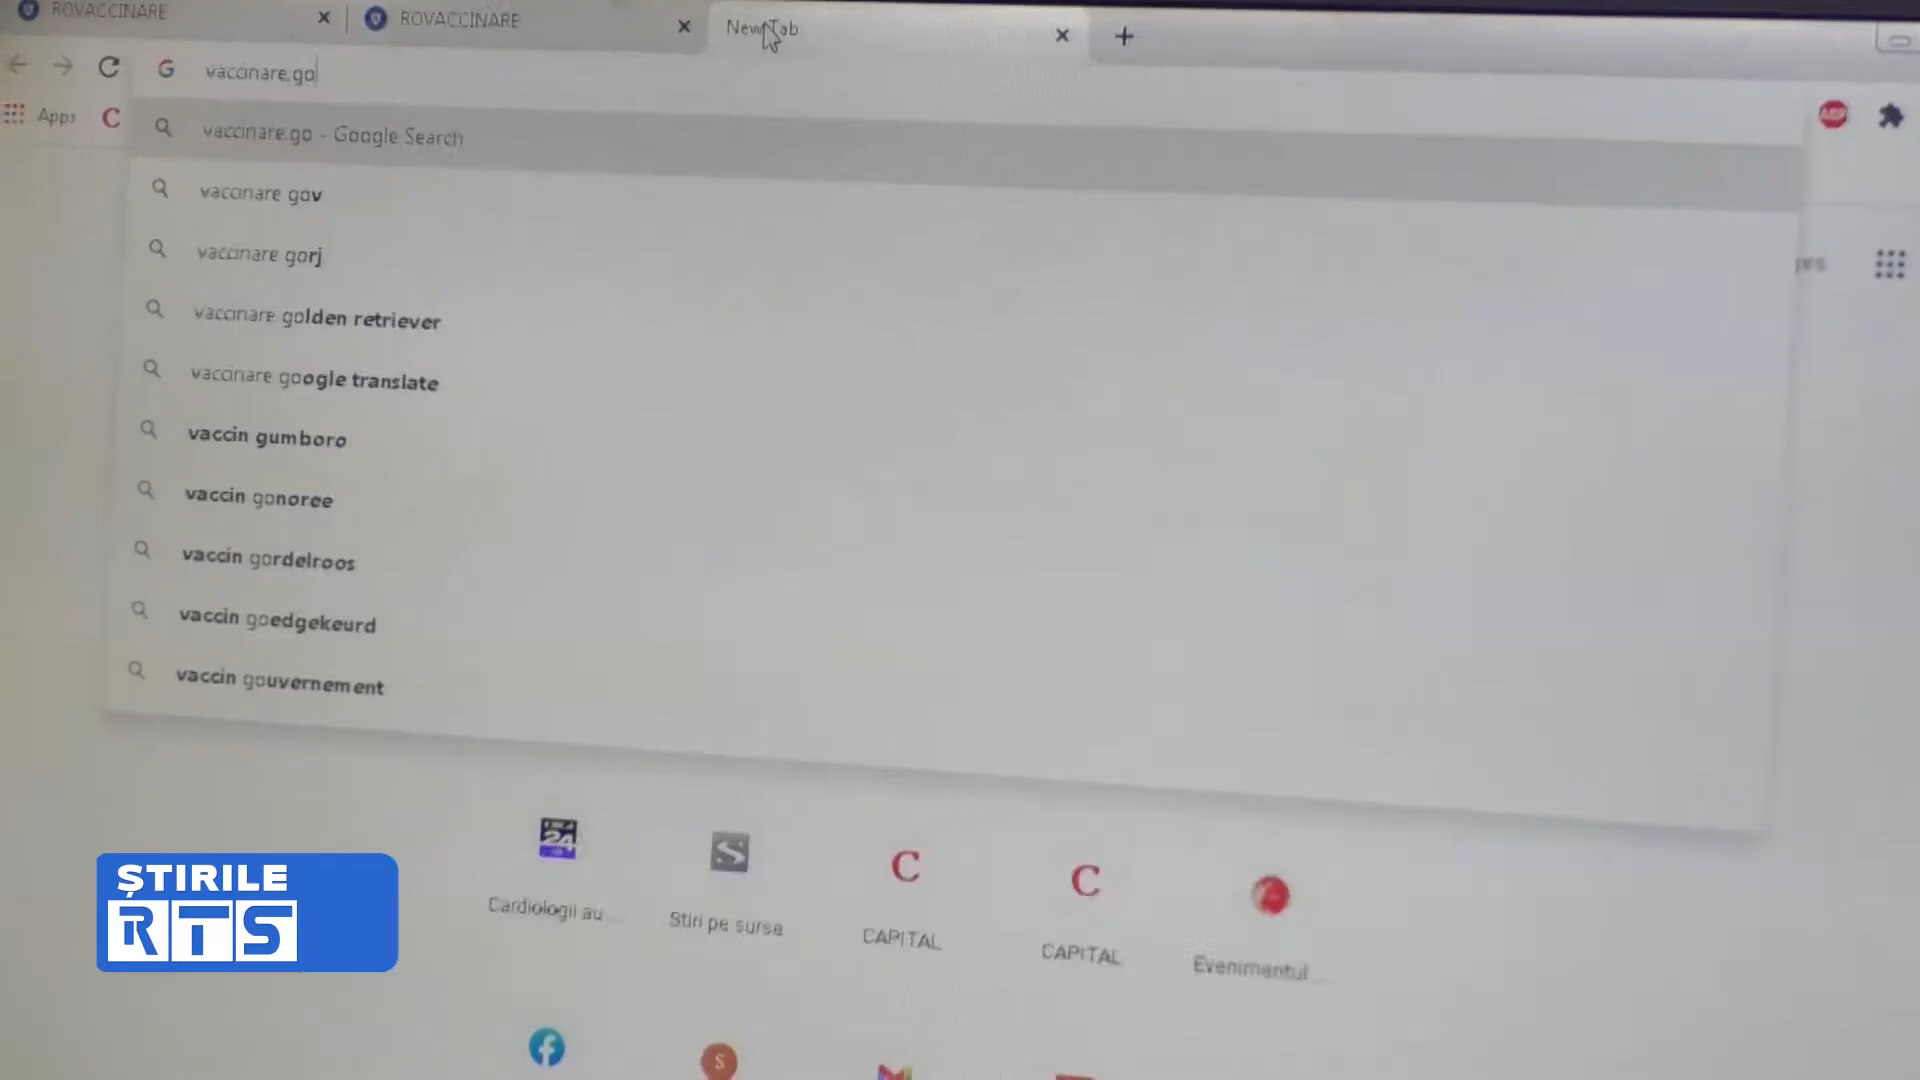 ROVACCINARE
ROVACCINARE
New Tab
vaccinare.go
Apps
ABP
vaccinare.go - Google Search
vaccinare gov
vaccinare gorj
vaccinare golden retriever
vaccinare google translate
vaccin gumboro
vaccin gonoree
vaccin gordelroos
vaccin goedgekeurd
vaccin gouvernement
24
Cardiologii au ...
Stiri pe surse
CAPITAL
CAPITAL
Evenimentul ...
S
ȘTIRILE
RTS